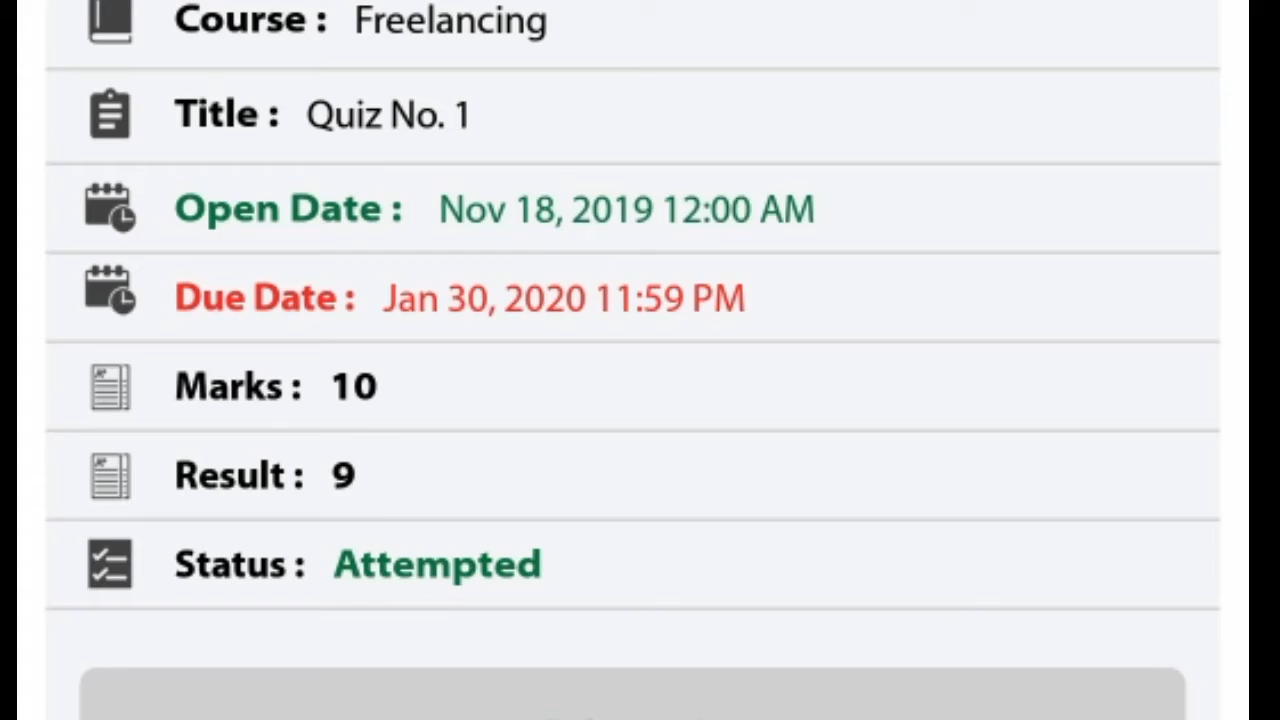 Course : Freelancing
Title : Quiz No. 1
Open Date : Nov 18, 2019 12:00 AM
Due Date : Jan 30, 2020 11:59 PM
Marks : 10
Result : 9
Status : Attempted